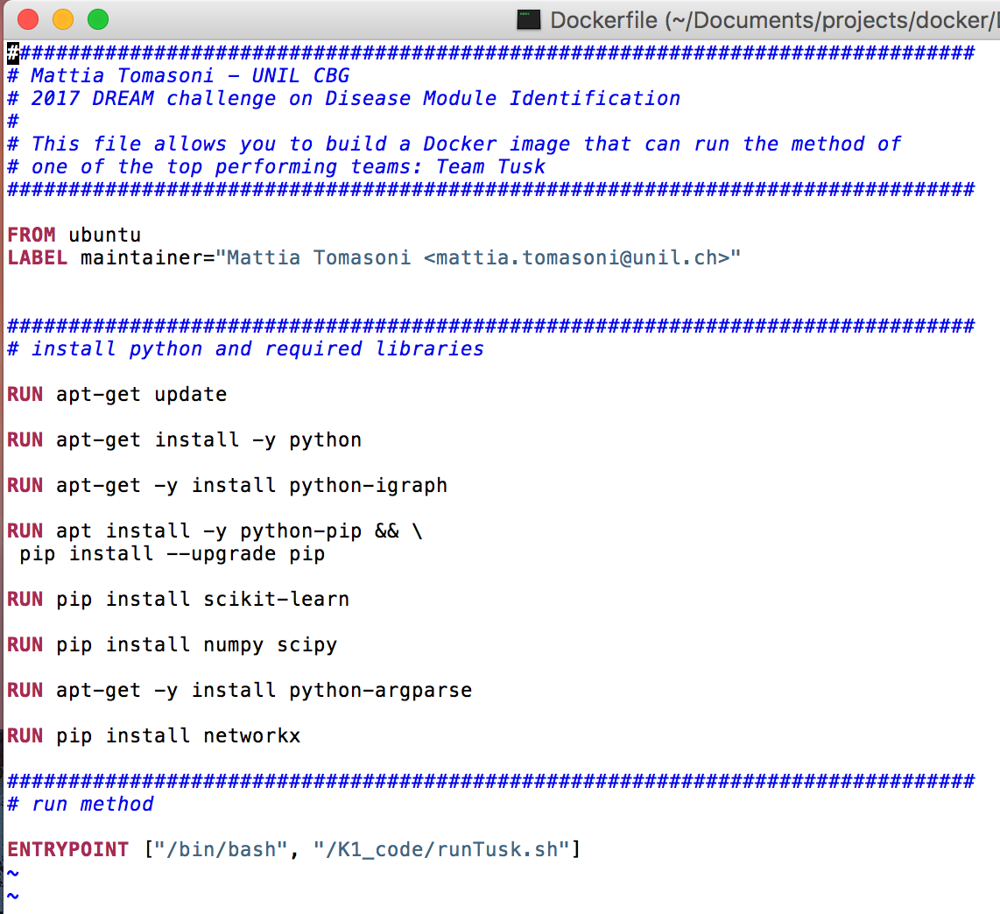 Dockerfile (~/Documents/projects/docker/
###############################################################################
# Mattia Tomasoni - UNIL CBG
# 2017 DREAM challenge on Disease Module Identification
#
# This file allows you to build a Docker image that can run the method of
# one of the top performing teams: Team Tusk
###############################################################################
FROM ubuntu
LABEL maintainer="Mattia Tomasoni <mattia.tomasoni@unil.ch>"
###############################################################################
# install python and required libraries
RUN apt-get update
RUN apt-get install -y python
RUN apt-get -y install python-igraph
RUN apt install -y python-pip && \
 pip install --upgrade pip
RUN pip install scikit-learn
RUN pip install numpy scipy
RUN apt-get -y install python-argparse
RUN pip install networkx
###############################################################################
# run method
ENTRYPOINT ["/bin/bash", "/K1_code/runTusk.sh"]
~
~